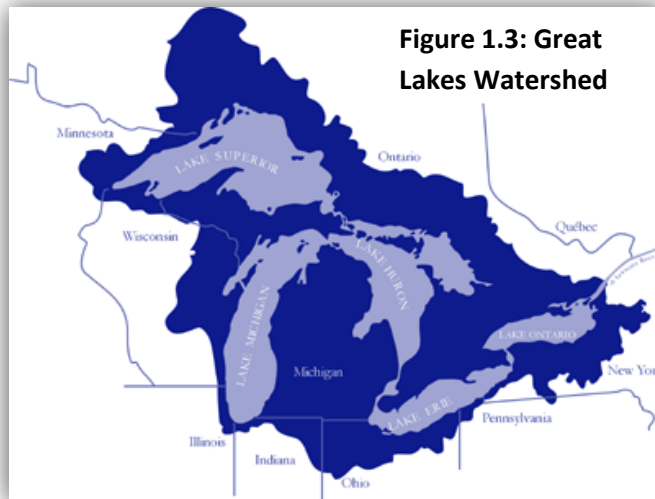 Figure 1.3: Great
Lakes Watershed
Minnesota
LAKE SUPERIOR
Ontario
Wisconsin
Québec
LAKE HURON
LAKE MICHIGAN
LAKE ONTARIO
Michigan
New Yor
LAKE ERIE
Pennsylvania
Illinois
Indiana
Ohio